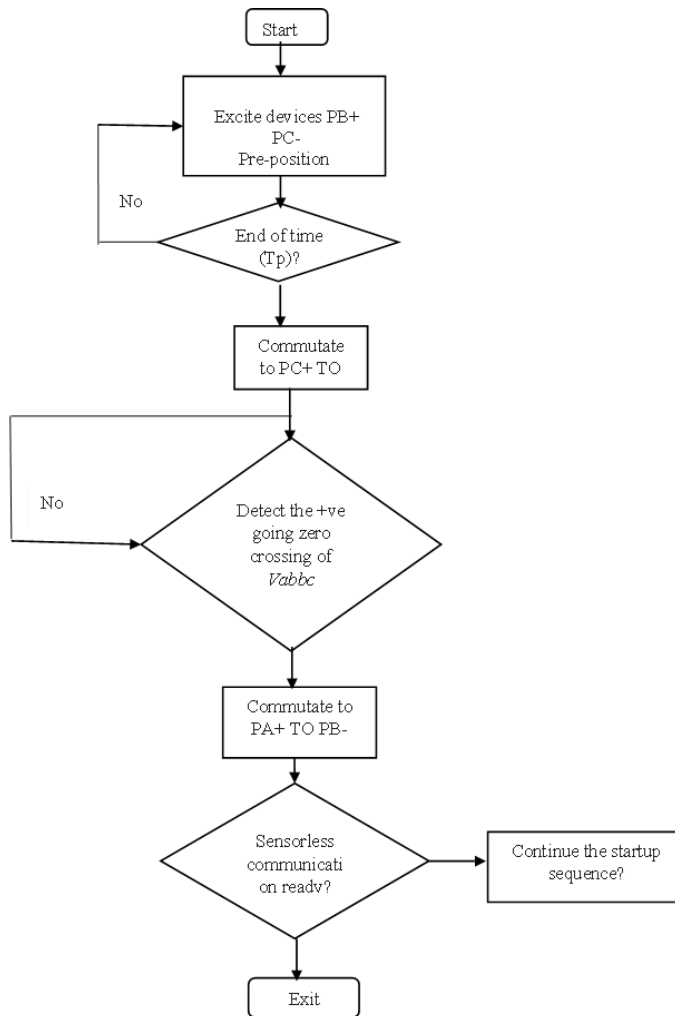 Start
Excite devices PB+
PC-
Pre-position
No
End of time
(Tp)?
Commutate
to PC+ TO
No
Detect the +ve
going zero
crossing of
Vabbc
Commutate to
PA+ TO PB-
Sensorless
communicati
on readv?
Continue the startup
sequence?
Exit